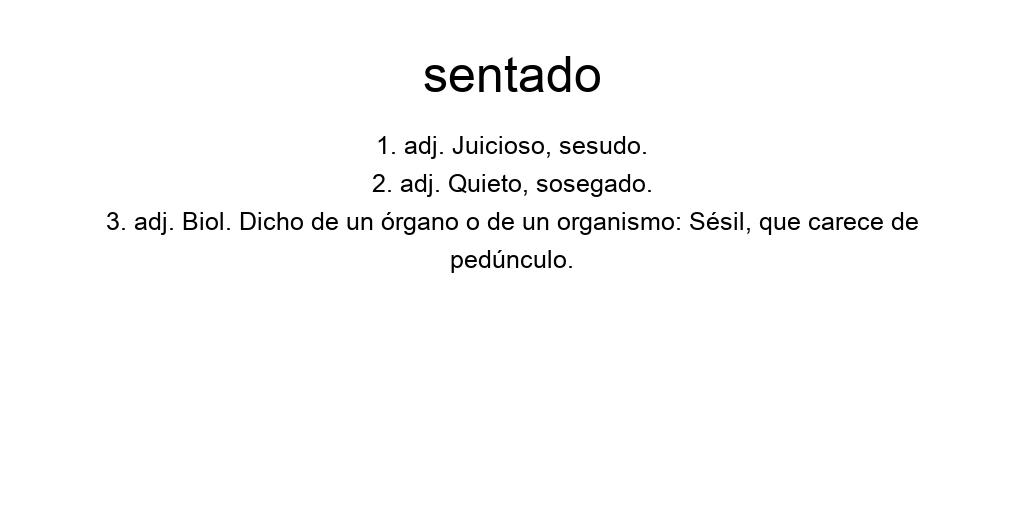 sentado
1. adj. Juicioso, sesudo.
2. adj. Quieto, sosegado.
3. adj. Biol. Dicho de un órgano o de un organismo: Sésil, que carece de
pedúnculo.